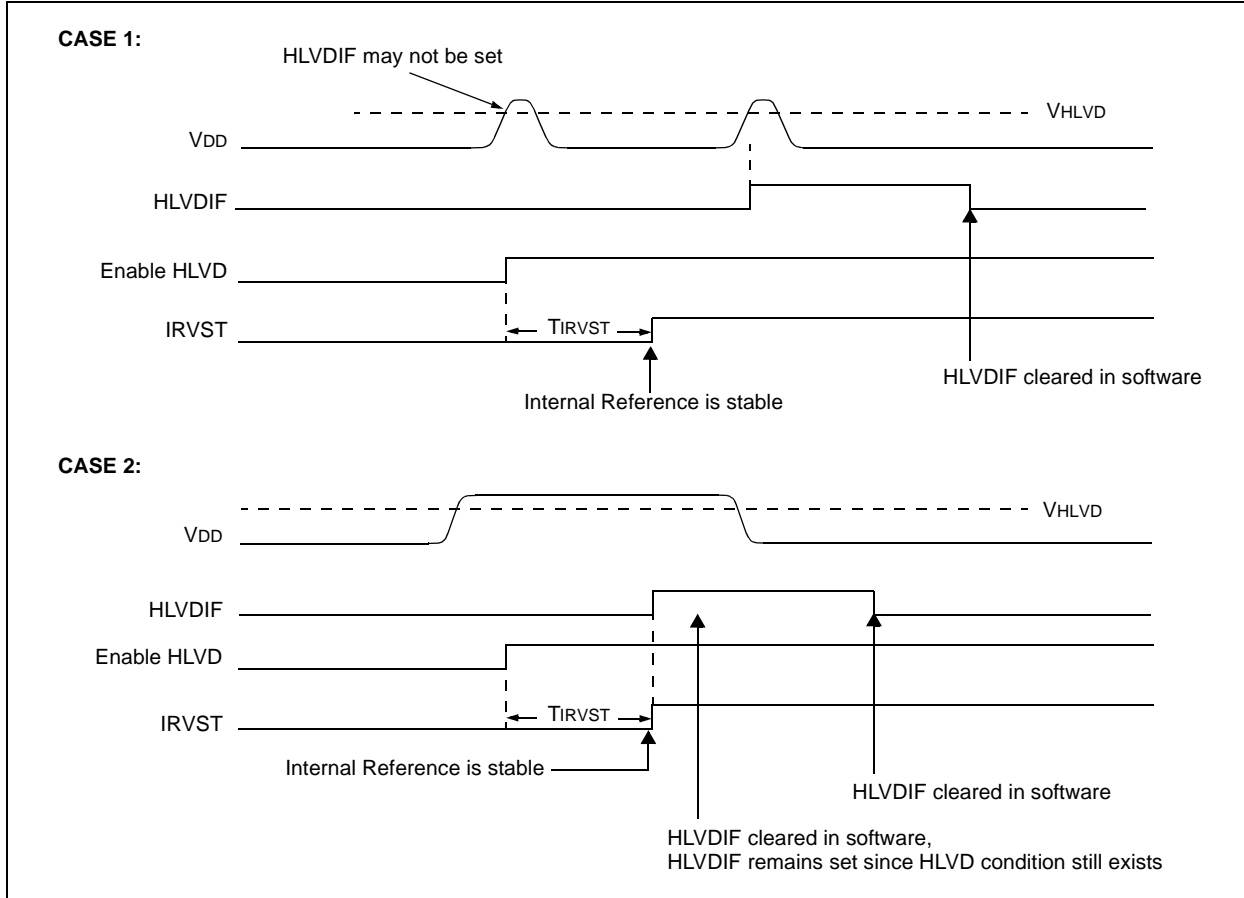 CASE 1:
HLVDIF may not be set
VHLVD
VDD
HLVDIF
Enable HLVD
TIRVST
IRVST
HLVDIF cleared in software
Internal Reference is stable
CASE 2:
VHLVD
VDD
HLVDIF
Enable HLVD
TIRVST
IRVST
Internal Reference is stable
HLVDIF cleared in software
HLVDIF cleared in software,
HLVDIF remains set since HLVD condition still exists